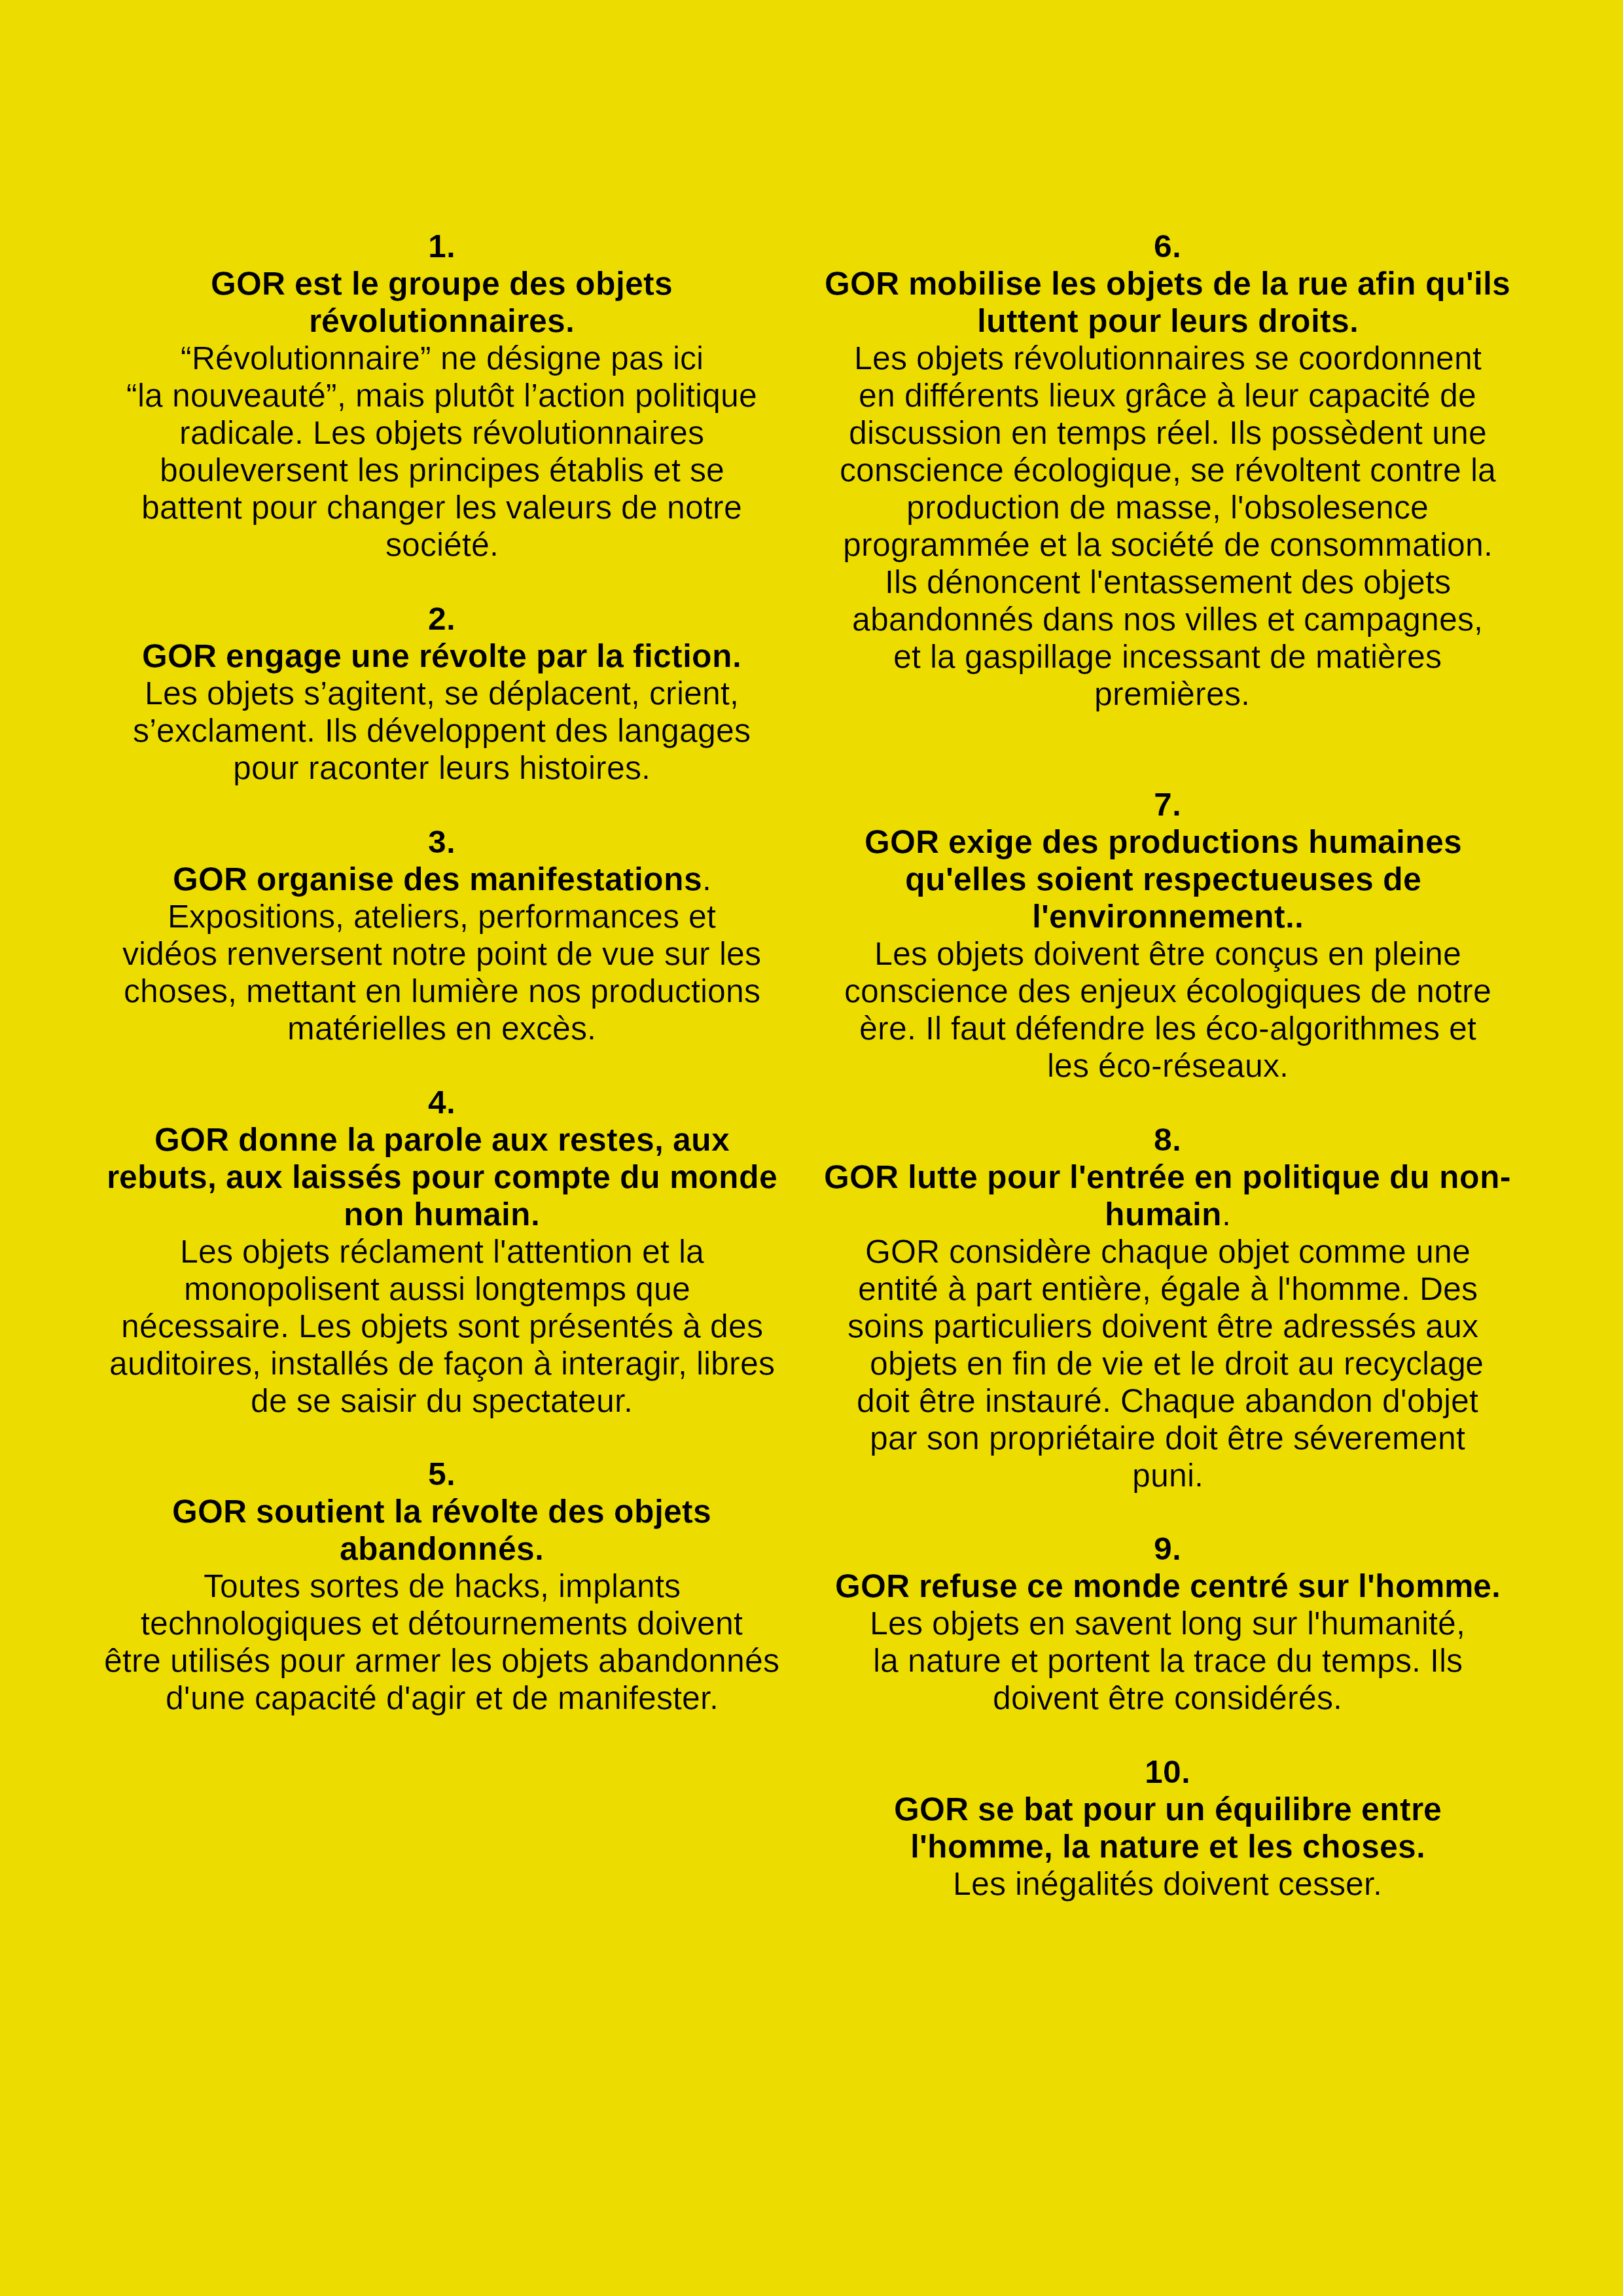 1.
GOR est le groupe des objets
révolutionnaires.
“Révolutionnaire” ne désigne pas ici
“la nouveauté”, mais plutôt l’action politique
radicale. Les objets révolutionnaires
bouleversent les principes établis et se
battent pour changer les valeurs de notre
société.
2.
GOR engage une révolte par la fiction.
Les objets s’agitent, se déplacent, crient,
s’exclament. Ils développent des langages
pour raconter leurs histoires.
3.
GOR organise des manifestations.
Expositions, ateliers, performances et
vidéos renversent notre point de vue sur les
choses, mettant en lumière nos productions
matérielles en excès.
4.
GOR donne la parole aux restes, aux
rebuts, aux laissés pour compte du monde
non humain.
Les objets réclament l'attention et la
monopolisent aussi longtemps que
nécessaire. Les objets sont présentés à des
auditoires, installés de façon à interagir, libres
de se saisir du spectateur.
5.
GOR soutient la révolte des objets
abandonnés.
Toutes sortes de hacks, implants
technologiques et détournements doivent
être utilisés pour armer les objets abandonnés
d'une capacité d'agir et de manifester.
6.
GOR mobilise les objets de la rue afin qu'ils
luttent pour leurs droits.
Les objets révolutionnaires se coordonnent
en différents lieux grâce à leur capacité de
discussion en temps réel. Ils possèdent une
conscience écologique, se révoltent contre la
production de masse, l'obsolesence
programmée et la société de consommation.
Ils dénoncent l'entassement des objets
abandonnés dans nos villes et campagnes,
et la gaspillage incessant de matières
premières.
7.
GOR exige des productions humaines
qu'elles soient respectueuses de
l'environnement..
Les objets doivent être conçus en pleine
conscience des enjeux écologiques de notre
ère. Il faut défendre les éco-algorithmes et
les éco-réseaux.
8.
GOR lutte pour l'entrée en politique du non-
humain.
GOR considère chaque objet comme une
entité à part entière, égale à l'homme. Des
soins particuliers doivent être adressés aux
objets en fin de vie et le droit au recyclage
doit être instauré. Chaque abandon d'objet
par son propriétaire doit être séverement
puni.
9.
GOR refuse ce monde centré sur l'homme.
Les objets en savent long sur l'humanité,
la nature et portent la trace du temps. Ils
doivent être considérés.
10.
GOR se bat pour un équilibre entre
l'homme, la nature et les choses.
Les inégalités doivent cesser.